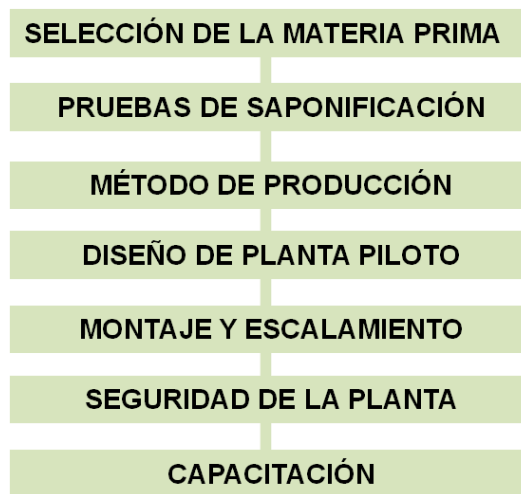 SELECCIÓN DE LA MATERIA PRIMA
PRUEBAS DE SAPONIFICACIÓN
MÉTODO DE PRODUCCIÓN
DISEÑO DE PLANTA PILOTO
MONTAJE Y ESCALAMIENTO
SEGURIDAD DE LA PLANTA
CAPACITACIÓN